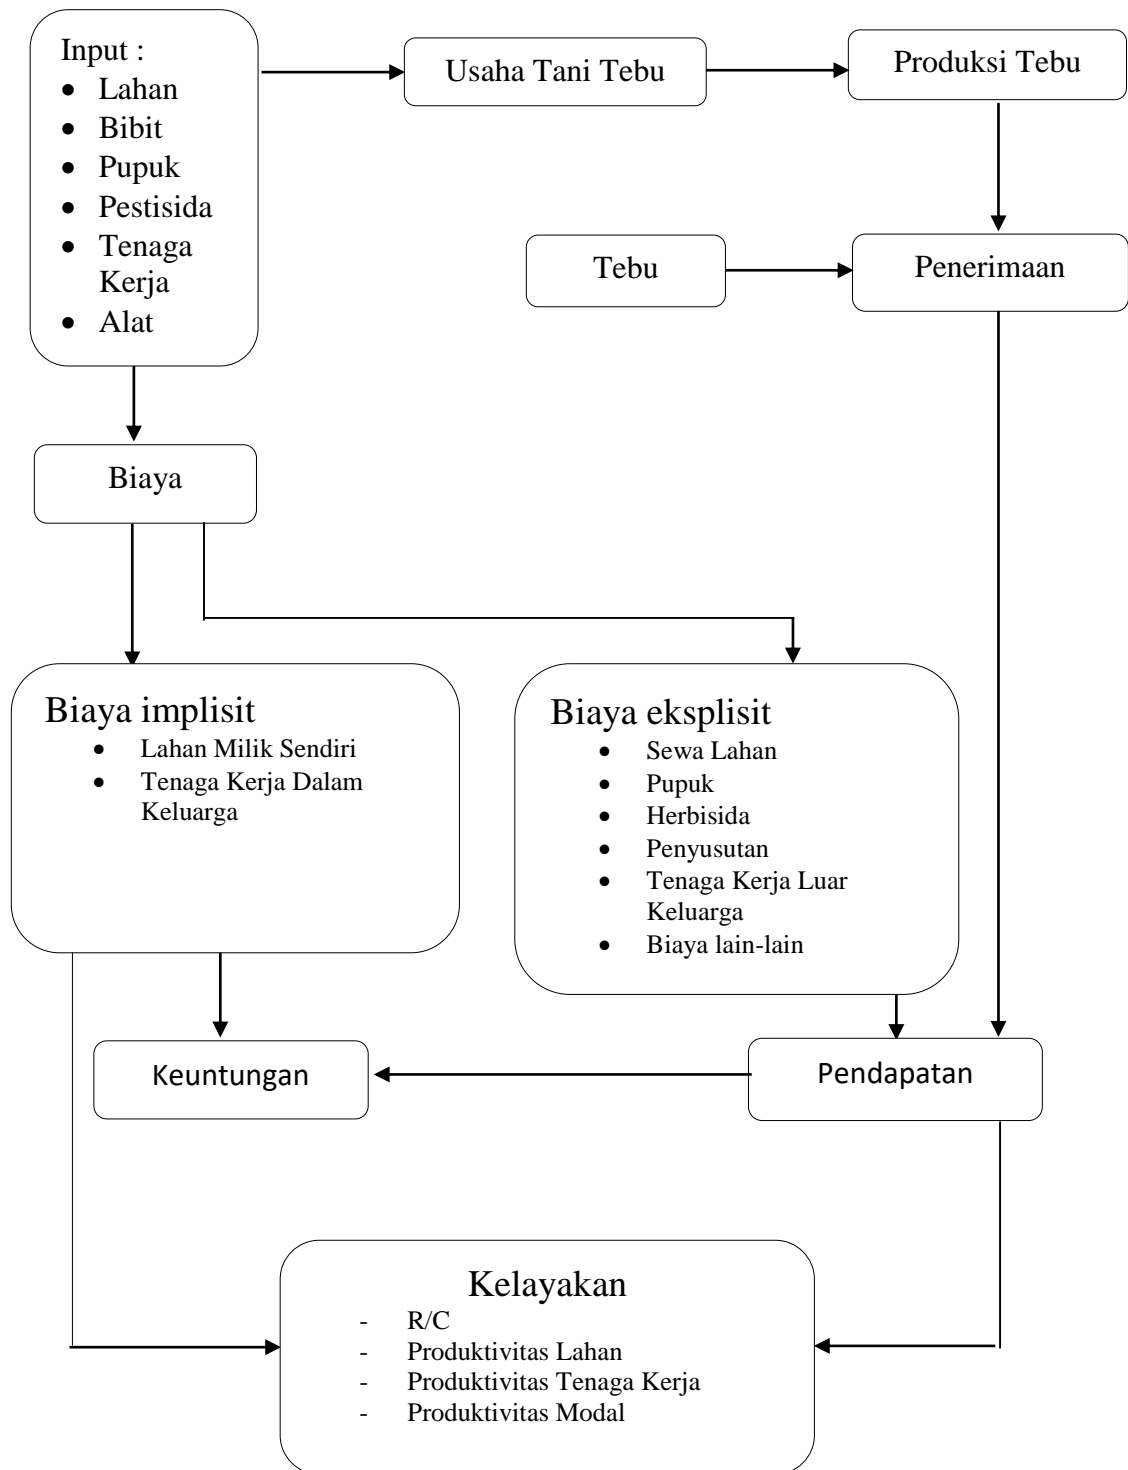 Input :
• Lahan
• Bibit
• Pupuk
• Pestisida
• Tenaga
Kerja
• Alat
Usaha Tani Tebu
Produksi Tebu
Tebu
Penerimaan
Biaya
Biaya implisit
• Lahan Milik Sendiri
• Tenaga Kerja Dalam
Keluarga
Biaya eksplisit
• Sewa Lahan
• Pupuk
• Herbisida
• Penyusutan
• Tenaga Kerja Luar
Keluarga
• Biaya lain-lain
Keuntungan
Pendapatan
Kelayakan
- R/C
- Produktivitas Lahan
- Produktivitas Tenaga Kerja
- Produktivitas Modal